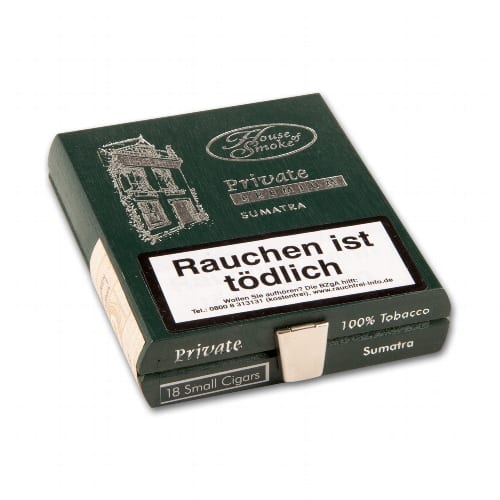 House of
Smoke
Private
PREMIUM
SUMATRA
Rauchen ist
tödlich
Wollen Sie aufhören? Die BZgA hilft:
Tel.: 0800 8 313131 (kostenfrei), www.rauchfrei-info.de
Private
100% Tobacco
18 Small Cigars
Sumatra